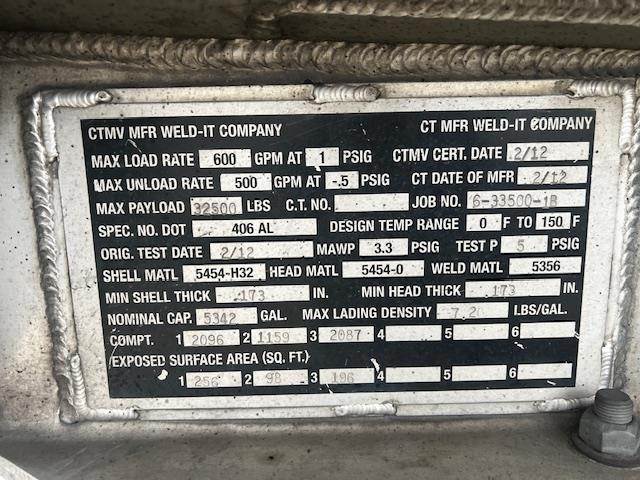 CTMV MFR WELD-IT COMPANY CT MFR WELD-IT COMPANY
MAX LOAD RATE 600 GPM AT 1 PSIG CTMV CERT. DATE 2/12
MAX UNLOAD RATE 500 GPM AT -.5 PSIG CT DATE OF MFR 2/12
MAX PAYLOAD 32500 LBS C.T. NO. JOB NO. 6-33500-1B
SPEC. NO. DOT 406 AL DESIGN TEMP RANGE 0 F TO 150 F
ORIG. TEST DATE 2/12 MAWP 3.3 PSIG TEST P 5 PSIG
SHELL MATL 5454-H32 HEAD MATL 5454-0 WELD MATL 5356
MIN SHELL THICK .173 IN. MIN HEAD THICK .173 IN.
NOMINAL CAP. 5342 GAL. MAX LADING DENSITY 7.20 LBS/GAL.
COMPT. 1 2096 2 1159 3 2087 4 5 6
EXPOSED SURFACE AREA (SQ. FT.)
1 256 2 98 3 196 4 5 6